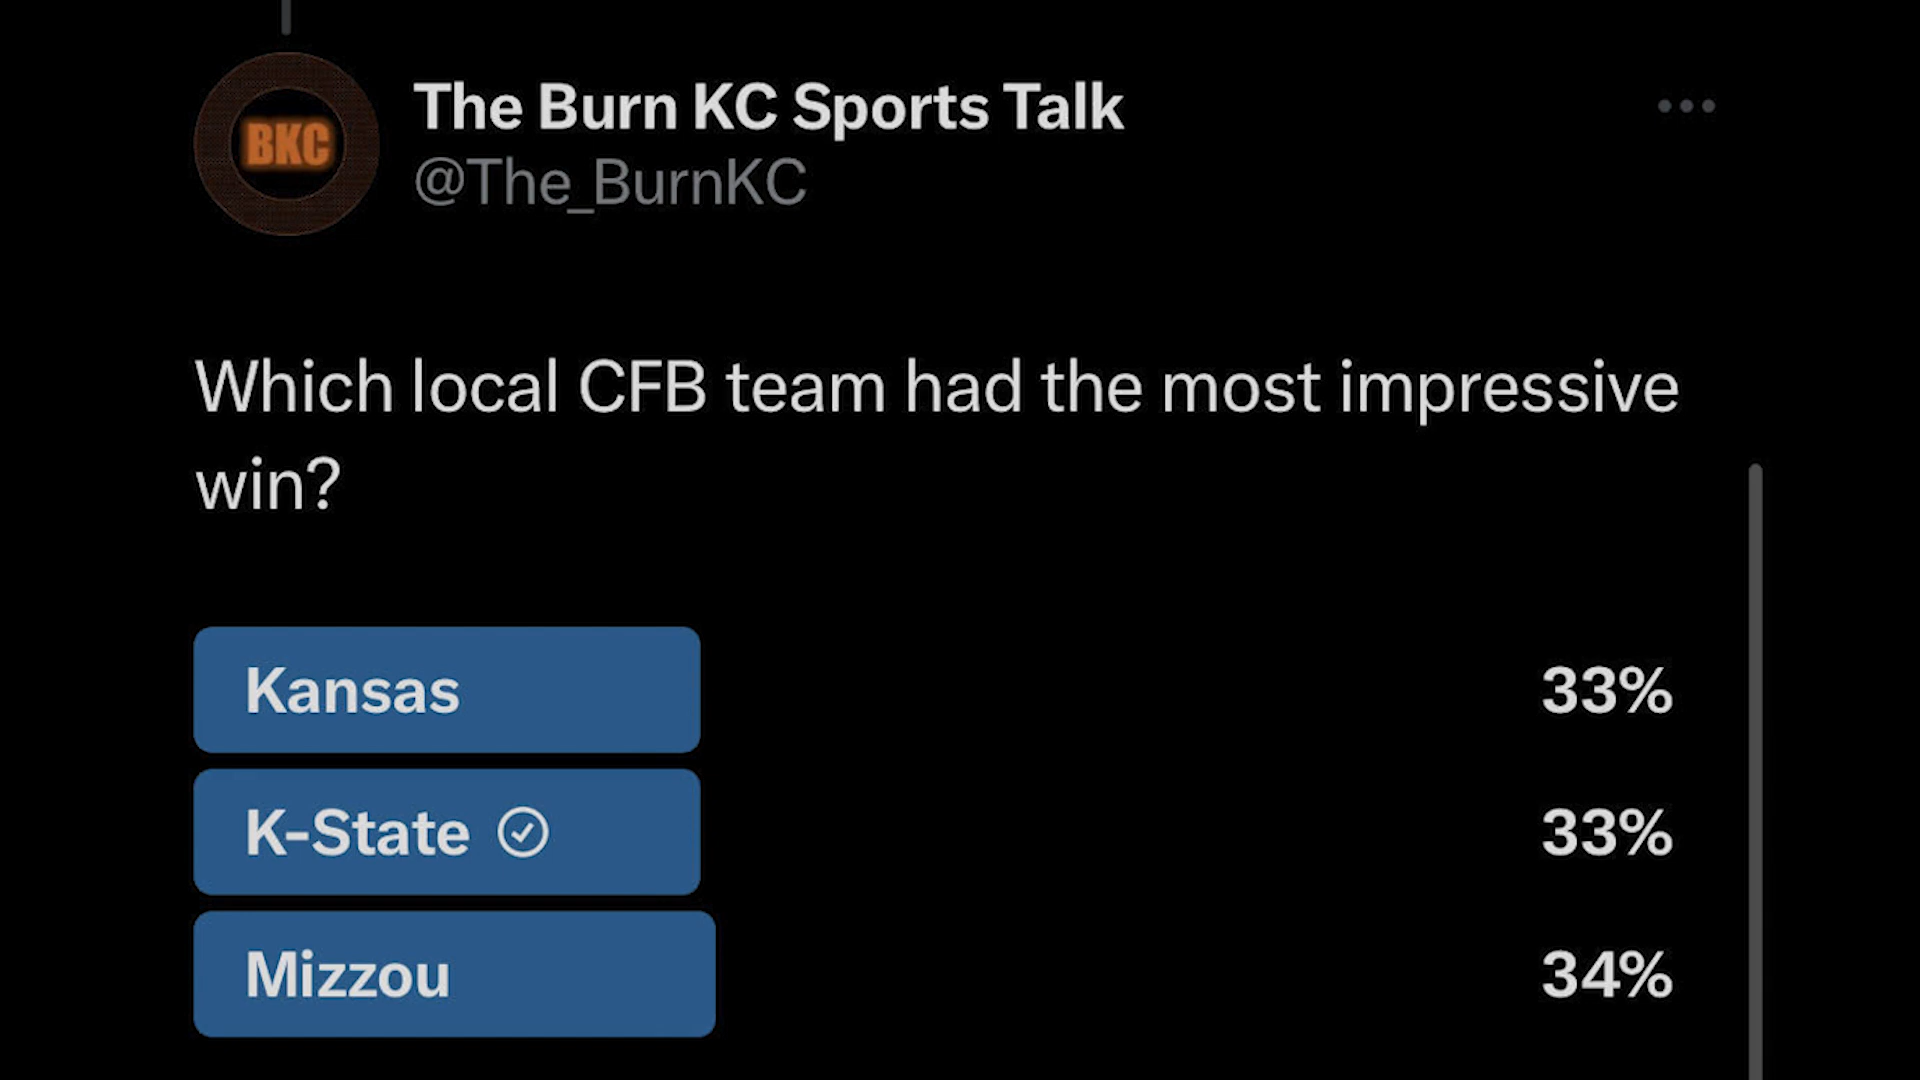 BKC
The Burn KC Sports Talk
@The_BurnKC
Which local CFB team had the most impressive
win?
Kansas 33%
K-State 33%
Mizzou 34%